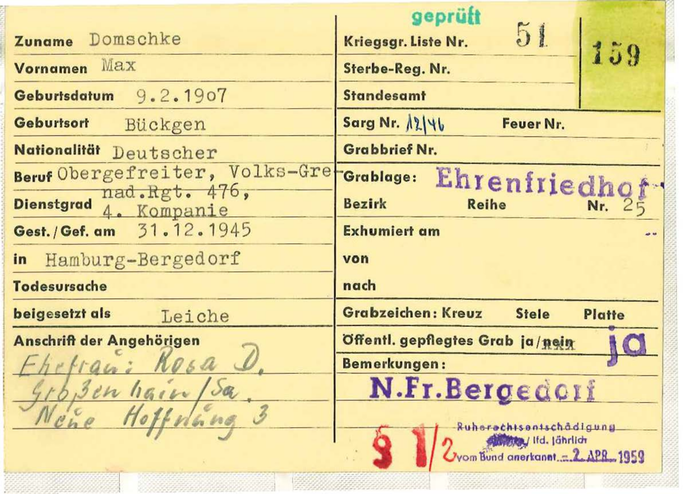 geprüft
Zuname Domschke
Vornamen Max
Geburtsdatum 9.2.1907
Geburtsort Bückgen
Nationalität Deutscher
Beruf Obergefreiter, Volks-Gre-
nad.Rgt. 476,
Dienstgrad 4. Kompanie
Gest./Gef. am 31.12.1945
in Hamburg-Bergedorf
Todesursache
beigesetzt als Leiche
Anschrift der Angehörigen
Ehefrau: Rosa D.
Großenhain/Sa.
Neue Hoffnung 3
Kriegsgr. Liste Nr. 51
159
Sterbe-Reg. Nr.
Standesamt
Sarg Nr. 12/46 Feuer Nr.
Grabbrief Nr.
Grablage: Ehrenfriedhof
Bezirk Reihe Nr. 25
Exhumiert am --
von
nach
Grabzeichen: Kreuz Stele Platte
Öffentl. gepflegtes Grab ja/nein ja
Bemerkungen:
N.Fr.Bergedorf
§ 1/2
Ruherechtsentschädigung
/ lfd. jährlich
vom Bund anerkannt - 2. APR. 1959